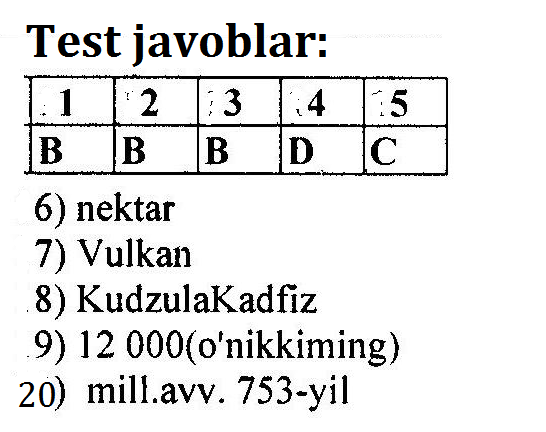 Test javoblar:
1 2 3 4 5
B B B D C
6) nektar
7) Vulkan
8) KudzulaKadfiz
9) 12 000(o'nikkiming)
20) mill.avv. 753-yil